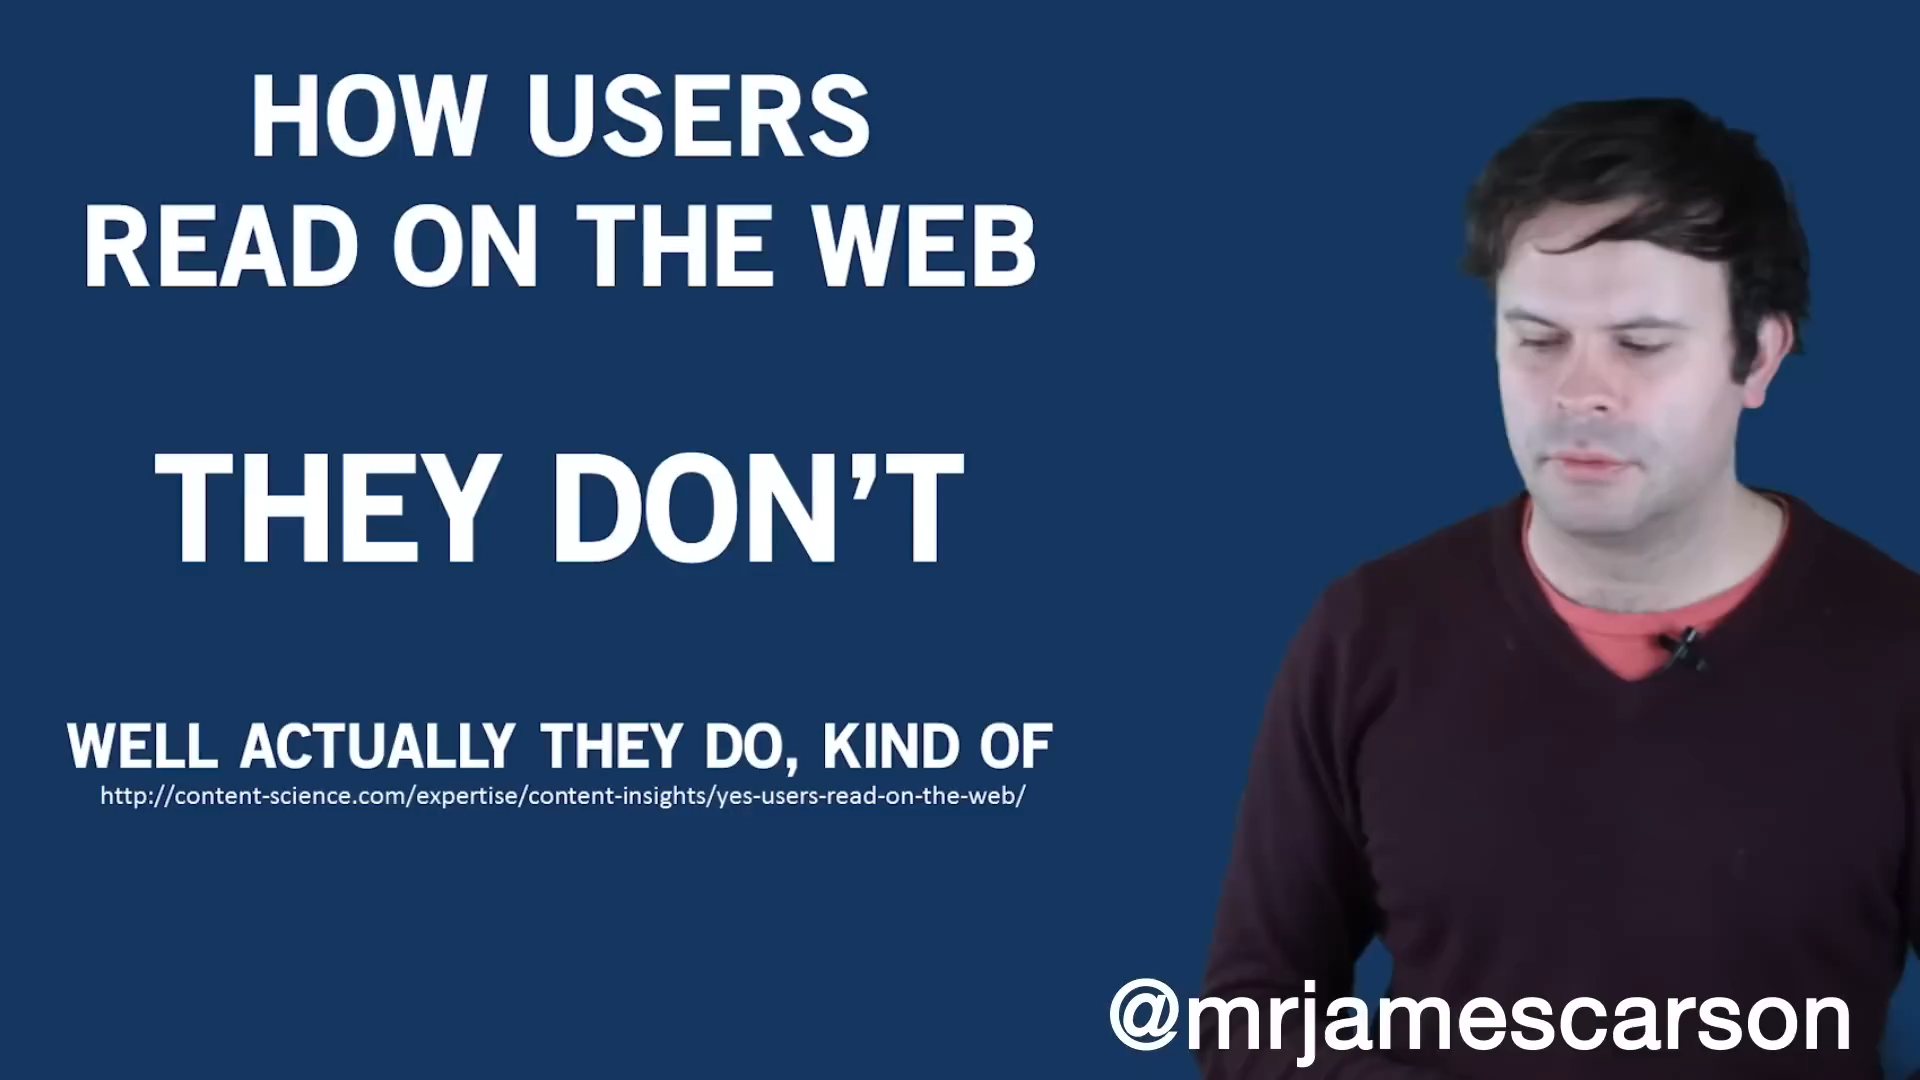 HOW USERS
READ ON THE WEB
THEY DON’T
WELL ACTUALLY THEY DO, KIND OF
http://content-science.com/expertise/content-insights/yes-users-read-on-the-web/
@mrjamescarson